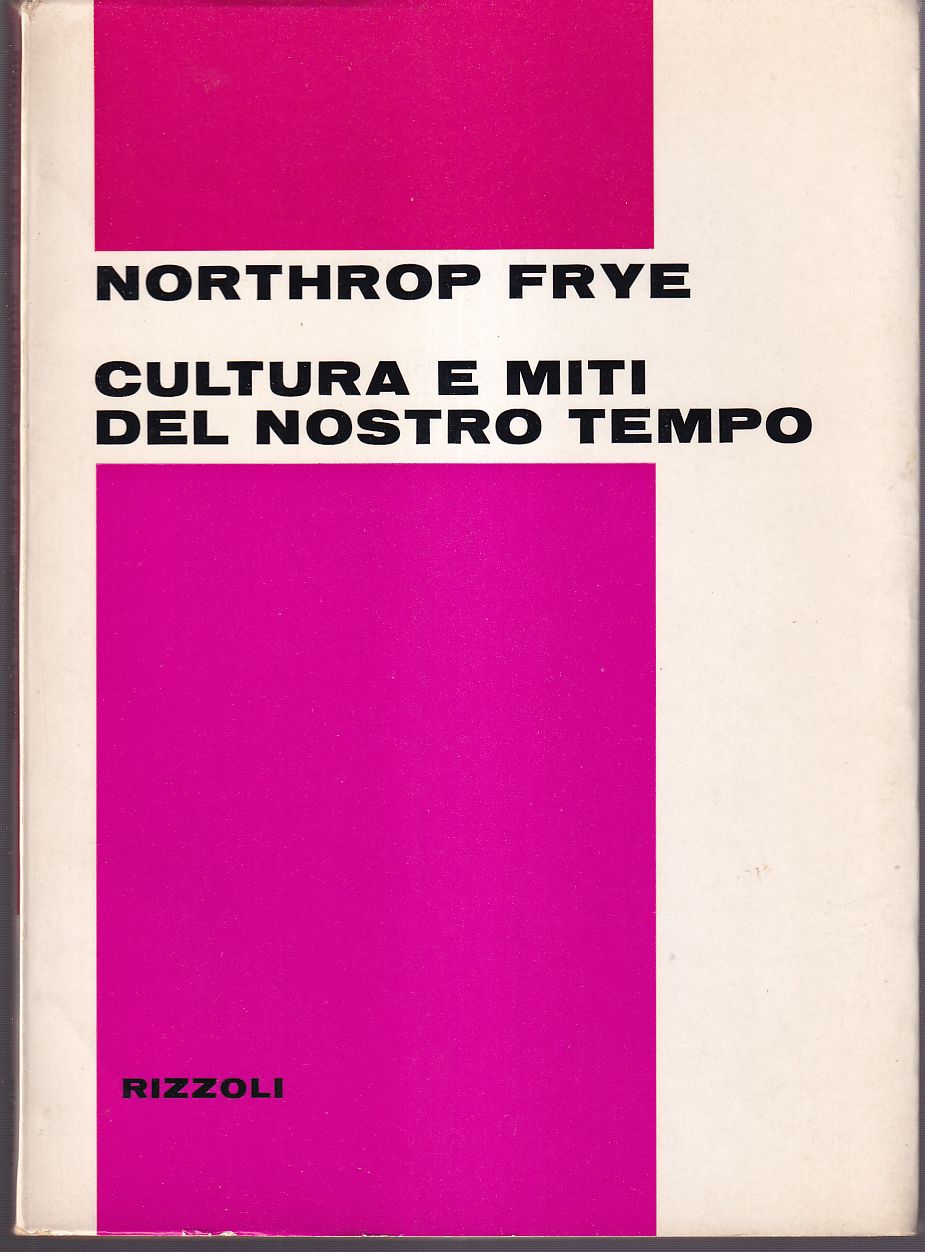 NORTHROP FRYE
CULTURA E MITI
DEL NOSTRO TEMPO
RIZZOLI